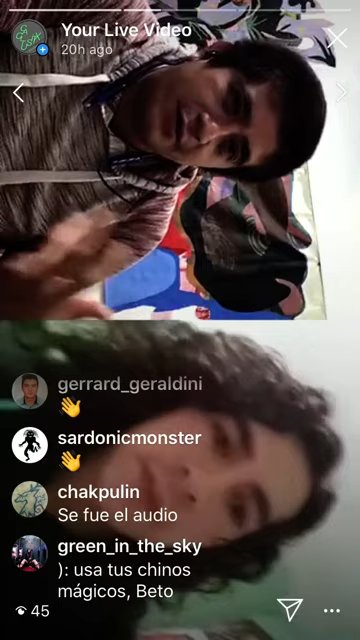 Your Live Video
20h ago
gerrard_geraldini
👋
sardonicmonster
👋
chakpulin
Se fue el audio
green_in_the_sky
): usa tus chinos
mágicos, Beto
45